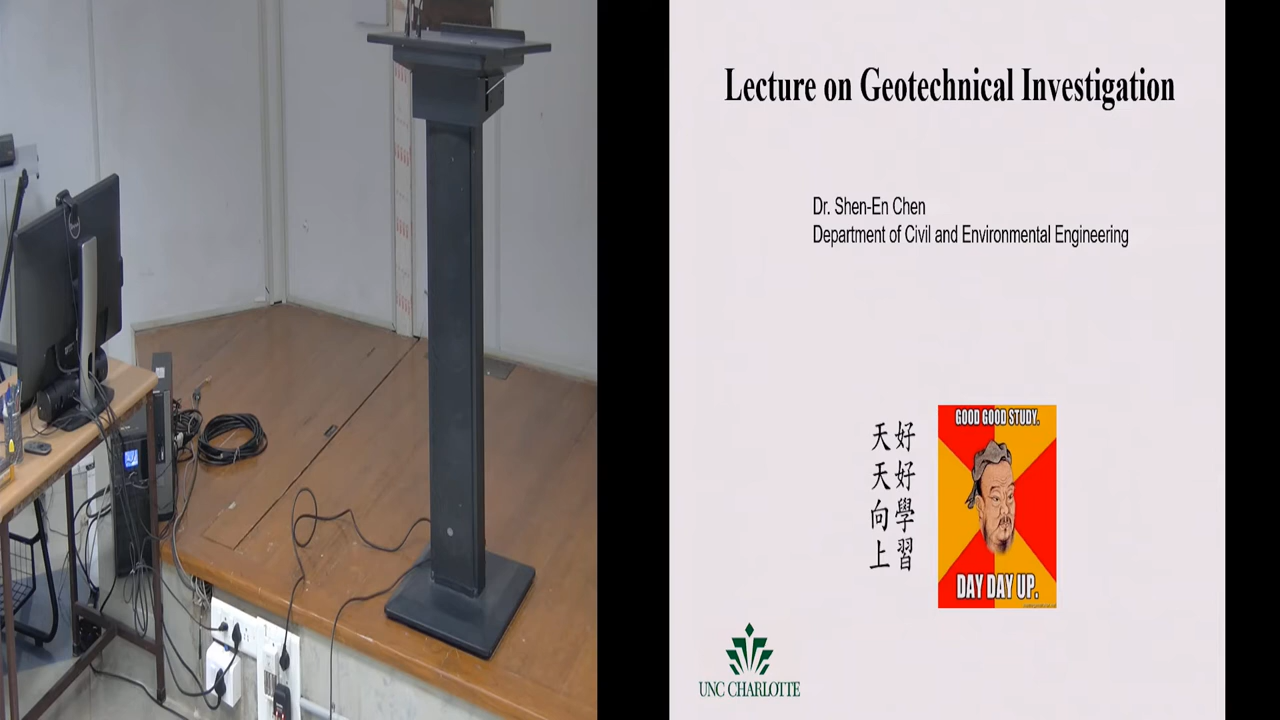 Lecture on Geotechnical Investigation
Dr. Shen-En Chen
Department of Civil and Environmental Engineering
好好學習
天天向上
GOOD GOOD STUDY.
DAY DAY UP.
UNC CHARLOTTE